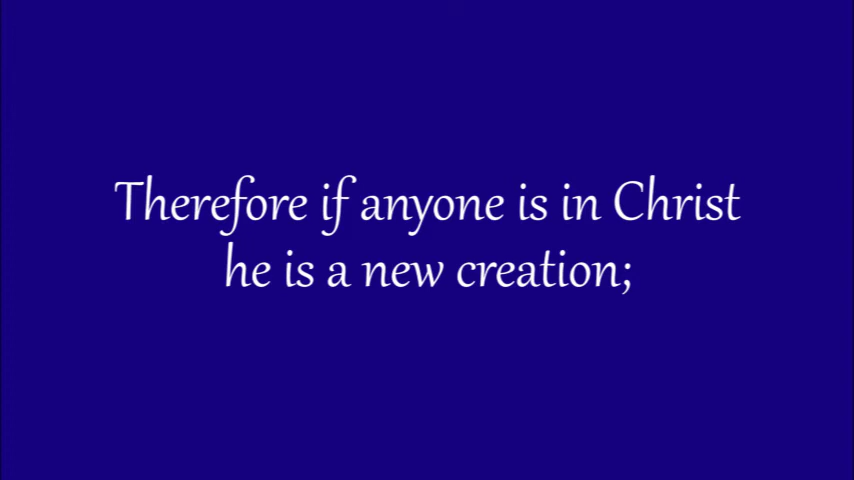 Therefore if anyone is in Christ
he is a new creation;